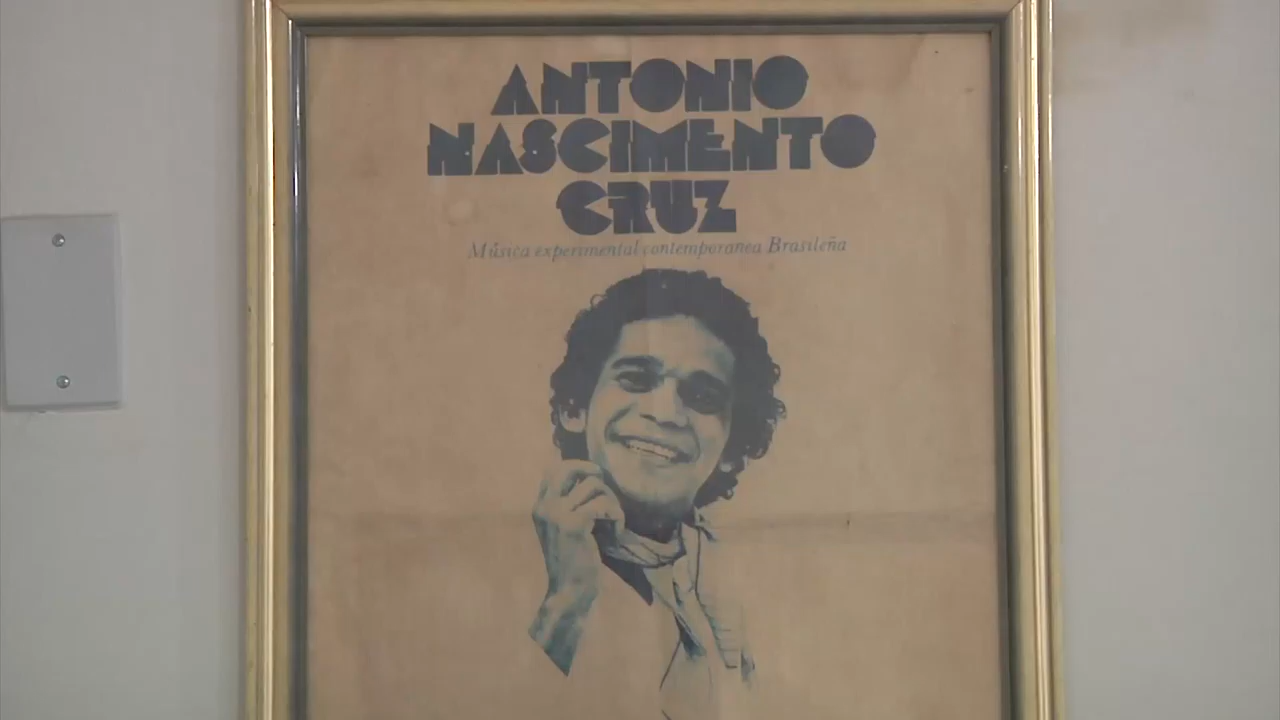 ANTONIO
NASCIMENTO
CRUZ
Música experimental contemporanea Brasileña